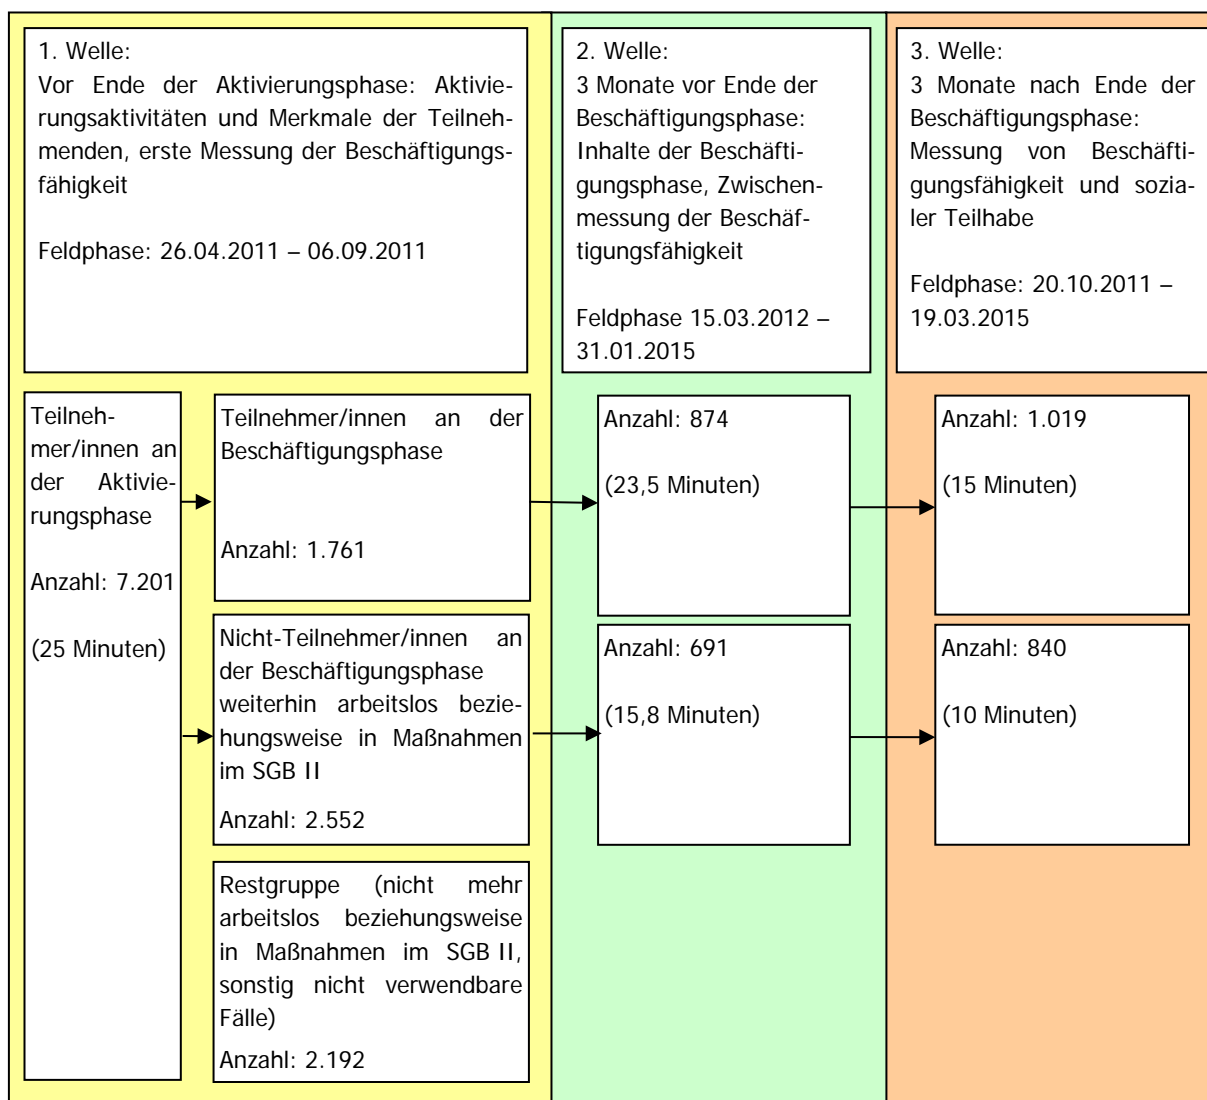 1. Welle:
Vor Ende der Aktivierungsphase: Aktivie-
rungsaktivitäten und Merkmale der Teilneh-
menden, erste Messung der Beschäftigungs-
fähigkeit
Feldphase: 26.04.2011 – 06.09.2011
2. Welle:
3 Monate vor Ende der
Beschäftigungsphase:
Inhalte der Beschäfti-
gungsphase, Zwischen-
messung der Beschäf-
tigungsfähigkeit
Feldphase 15.03.2012 –
31.01.2015
3. Welle:
3 Monate nach Ende der
Beschäftigungsphase:
Messung von Beschäfti-
gungsfähigkeit und sozia-
ler Teilhabe
Feldphase: 20.10.2011 –
19.03.2015
Teilneh-
mer/innen an
der Aktivie-
rungsphase
Anzahl: 7.201
(25 Minuten)
Teilnehmer/innen an der
Beschäftigungsphase
Anzahl: 1.761
Anzahl: 874
(23,5 Minuten)
Anzahl: 1.019
(15 Minuten)
Nicht-Teilnehmer/innen an
der Beschäftigungsphase
weiterhin arbeitslos bezie-
hungsweise in Maßnahmen
im SGB II
Anzahl: 2.552
Anzahl: 691
(15,8 Minuten)
Anzahl: 840
(10 Minuten)
Restgruppe (nicht mehr
arbeitslos beziehungsweise
in Maßnahmen im SGB II,
sonstig nicht verwendbare
Fälle)
Anzahl: 2.192